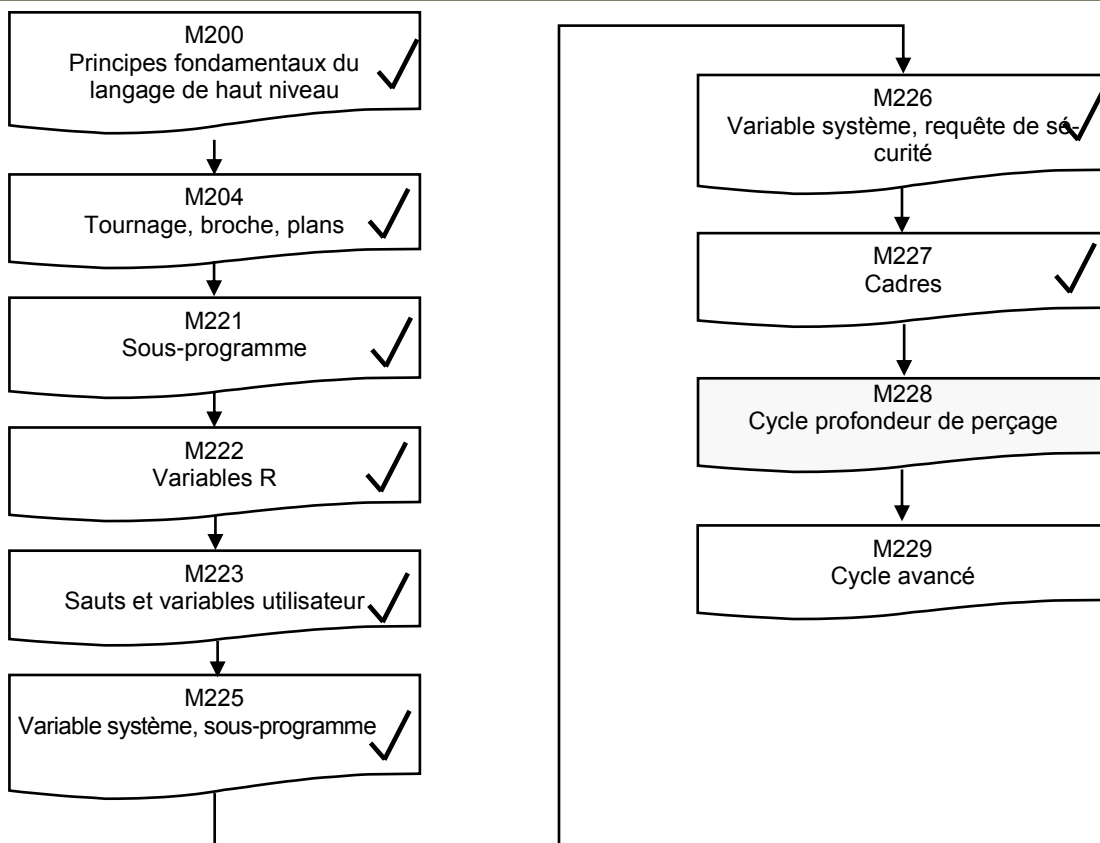 M200
Principes fondamentaux du
langage de haut niveau
M204
Tournage, broche, plans
M221
Sous-programme
M222
Variables R
M223
Sauts et variables utilisateur
M225
Variable système, sous-programme
M226
Variable système, requête de sé-
curité
M227
Cadres
M228
Cycle profondeur de perçage
M229
Cycle avancé